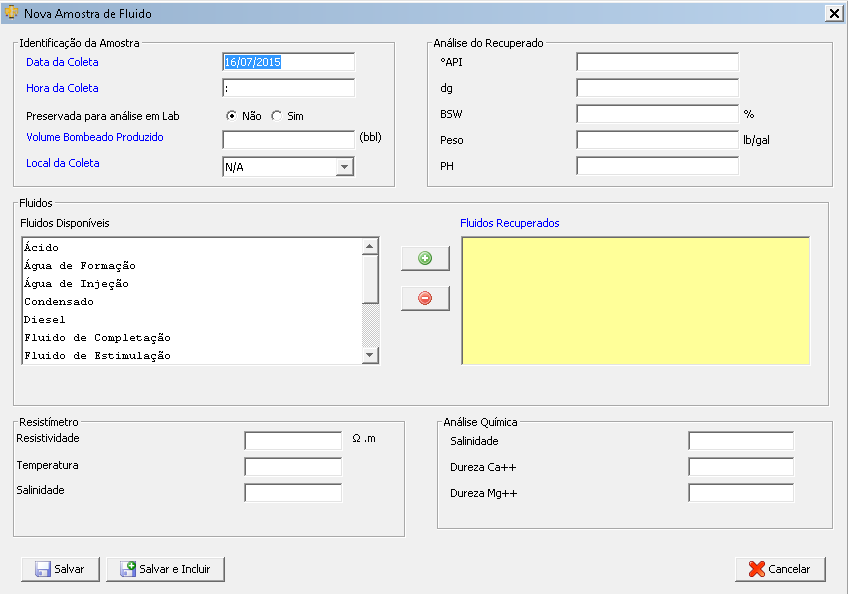 Nova Amostra de Fluido
Identificação da Amostra
Data da Coleta
16/07/2015
Hora da Coleta
:
Preservada para análise em Lab
Não
Sim
Volume Bombeado Produzido
(bbl)
Local da Coleta
N/A
Análise do Recuperado
°API
dg
BSW
%
Peso
lb/gal
PH
Fluidos
Fluidos Disponíveis
Ácido
Água de Formação
Água de Injeção
Condensado
Diesel
Fluido de Completação
Fluido de Estimulação
Fluidos Recuperados
Resistímetro
Resistividade
Ω .m
Temperatura
Salinidade
Análise Química
Salinidade
Dureza Ca++
Dureza Mg++
Salvar
Salvar e Incluir
Cancelar